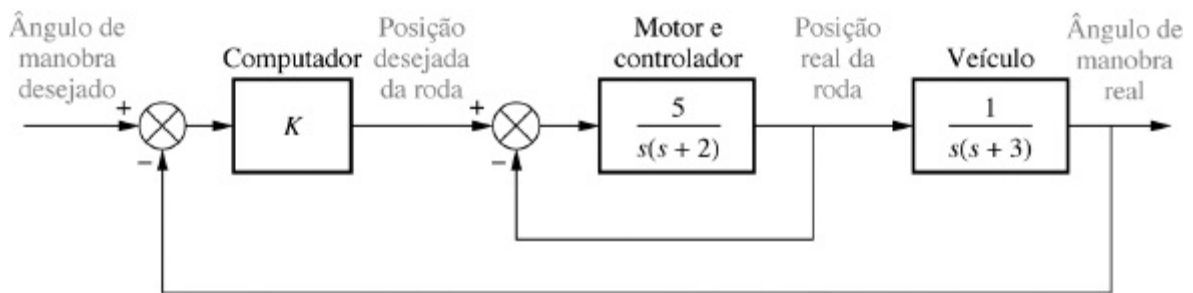 Ângulo de
manobra
desejado
+
−
Computador
K
Posição
desejada
da roda
+
−
Motor e
controlador
5
s(s + 2)
Posição
real da
roda
Veículo
1
s(s + 3)
Ângulo de
manobra
real